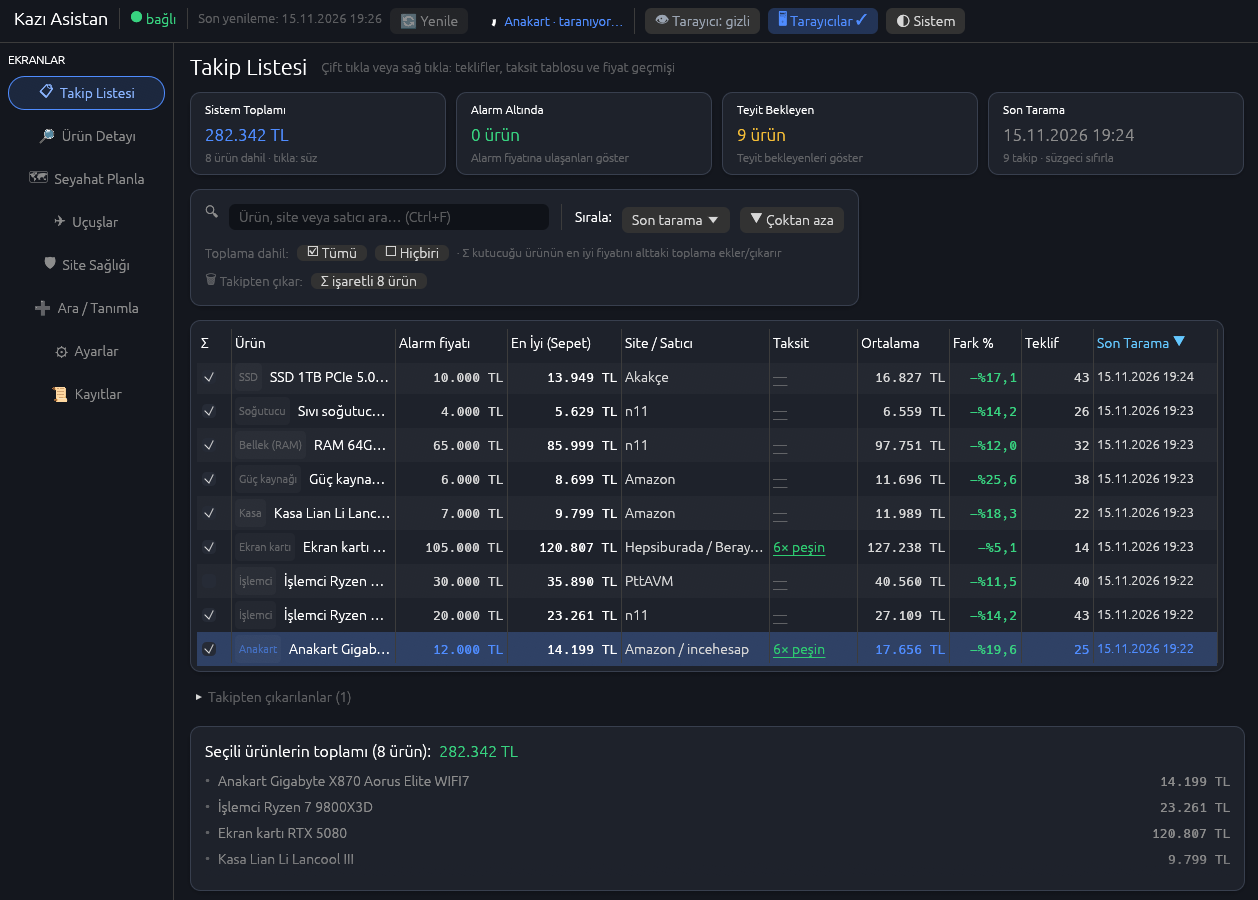 Kazı Asistan
bağlı
Son yenileme: 15.11.2026 19:26
Yenile
Anakart · taranıyor…
Tarayıcı: gizli
Tarayıcılar ✓
Sistem
EKRANLAR
Takip Listesi
Ürün Detayı
Seyahat Planla
Uçuşlar
Site Sağlığı
Ara / Tanımla
Ayarlar
Kayıtlar
Takip Listesi
Çift tıkla veya sağ tıkla: teklifler, taksit tablosu ve fiyat geçmişi
Sistem Toplamı
282.342 TL
8 ürün dahil · tıkla: süz
Alarm Altında
0 ürün
Alarm fiyatına ulaşanları göster
Teyit Bekleyen
9 ürün
Teyit bekleyenleri göster
Son Tarama
15.11.2026 19:24
9 takip · süzgeci sıfırla
Ürün, site veya satıcı ara… (Ctrl+F)
Sırala:
Son tarama ▼
▼ Çoktan aza
Toplama dahil:
☑ Tümü
☐ Hiçbiri
· Σ kutucuğu ürünün en iyi fiyatını alttaki toplama ekler/çıkarır
Takipten çıkar:
Σ işaretli 8 ürün
Σ Ürün Alarm fiyatı En İyi (Sepet) Site / Satıcı Taksit Ortalama Fark % Teklif Son Tarama ▼
✓ SSD SSD 1TB PCIe 5.0… 10.000 TL 13.949 TL Akakçe — 16.827 TL −%17,1 43 15.11.2026 19:24
✓ Soğutucu Sıvı soğutuc… 4.000 TL 5.629 TL n11 — 6.559 TL −%14,2 26 15.11.2026 19:23
✓ Bellek (RAM) RAM 64G… 65.000 TL 85.999 TL n11 — 97.751 TL −%12,0 32 15.11.2026 19:23
✓ Güç kaynağı Güç kayna… 6.000 TL 8.699 TL Amazon — 11.696 TL −%25,6 38 15.11.2026 19:23
✓ Kasa Kasa Lian Li Lanc… 7.000 TL 9.799 TL Amazon — 11.989 TL −%18,3 22 15.11.2026 19:23
✓ Ekran kartı Ekran kartı … 105.000 TL 120.807 TL Hepsiburada / Beray… 6× peşin 127.238 TL −%5,1 14 15.11.2026 19:23
İşlemci İşlemci Ryzen … 30.000 TL 35.890 TL PttAVM — 40.560 TL −%11,5 40 15.11.2026 19:22
✓ İşlemci İşlemci Ryzen … 20.000 TL 23.261 TL n11 — 27.109 TL −%14,2 43 15.11.2026 19:22
✓ Anakart Anakart Gigab… 12.000 TL 14.199 TL Amazon / incehesap 6× peşin 17.656 TL −%19,6 25 15.11.2026 19:22
▸ Takipten çıkarılanlar (1)
Seçili ürünlerin toplamı (8 ürün): 282.342 TL
• Anakart Gigabyte X870 Aorus Elite WIFI7 14.199 TL
• İşlemci Ryzen 7 9800X3D 23.261 TL
• Ekran kartı RTX 5080 120.807 TL
• Kasa Lian Li Lancool III 9.799 TL